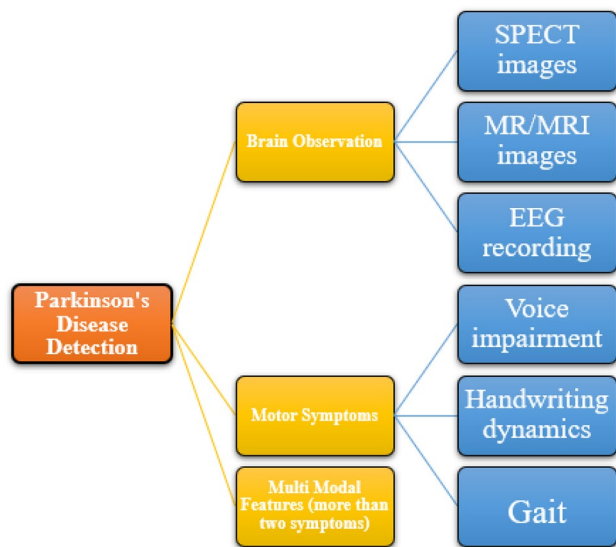 SPECT
images
Brain Observation
MR/MRI
images
EEG
recording
Parkinson's
Disease
Detection
Voice
impairment
Motor Symptoms
Handwriting
dynamics
Multi Modal
Features (more than
two symptoms)
Gait